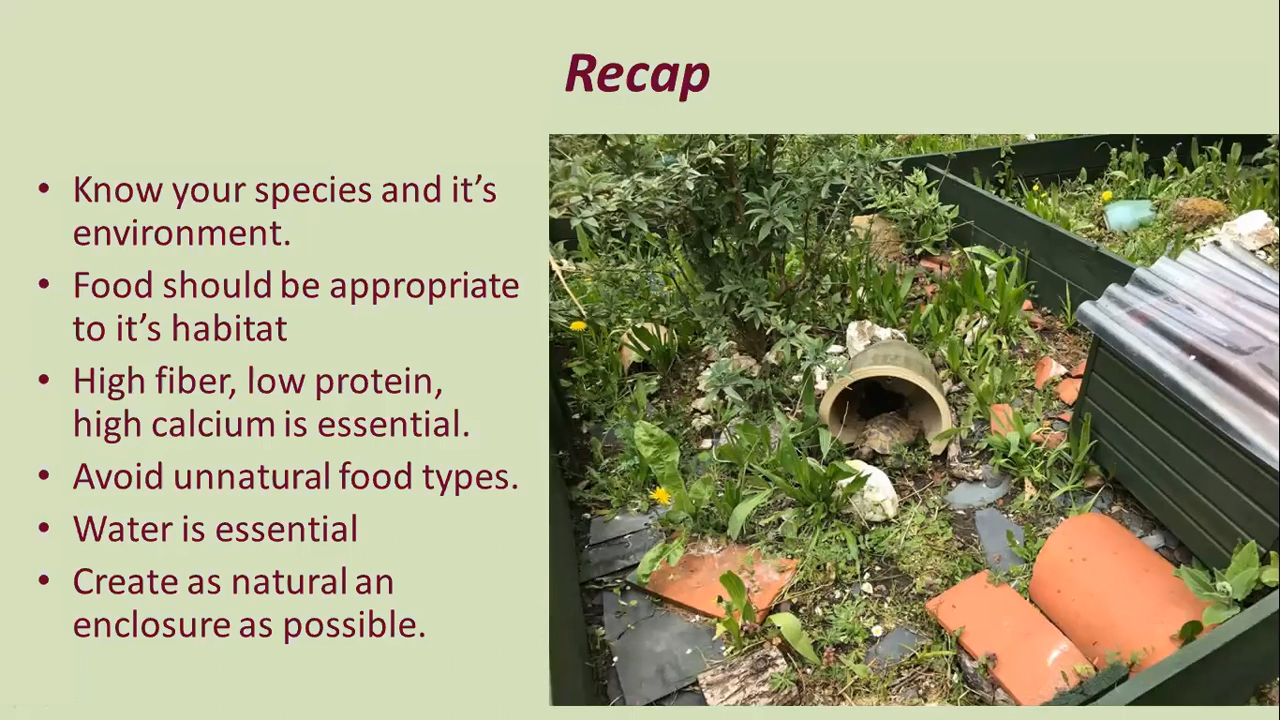 Recap
• Know your species and it’s
environment.
• Food should be appropriate
to it’s habitat
• High fiber, low protein,
high calcium is essential.
• Avoid unnatural food types.
• Water is essential
• Create as natural an
enclosure as possible.